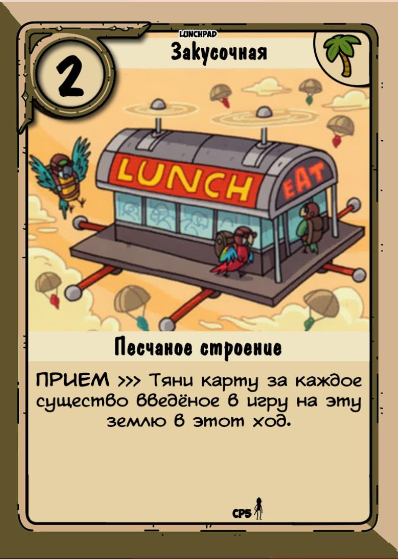 LUNCHPAD
Закусочная
2
LUNCH
EAT
Песчаное строение
ПРИЕМ >>> Тяни карту за каждое
существо введёное в игру на эту
землю в этот ход.
CP5